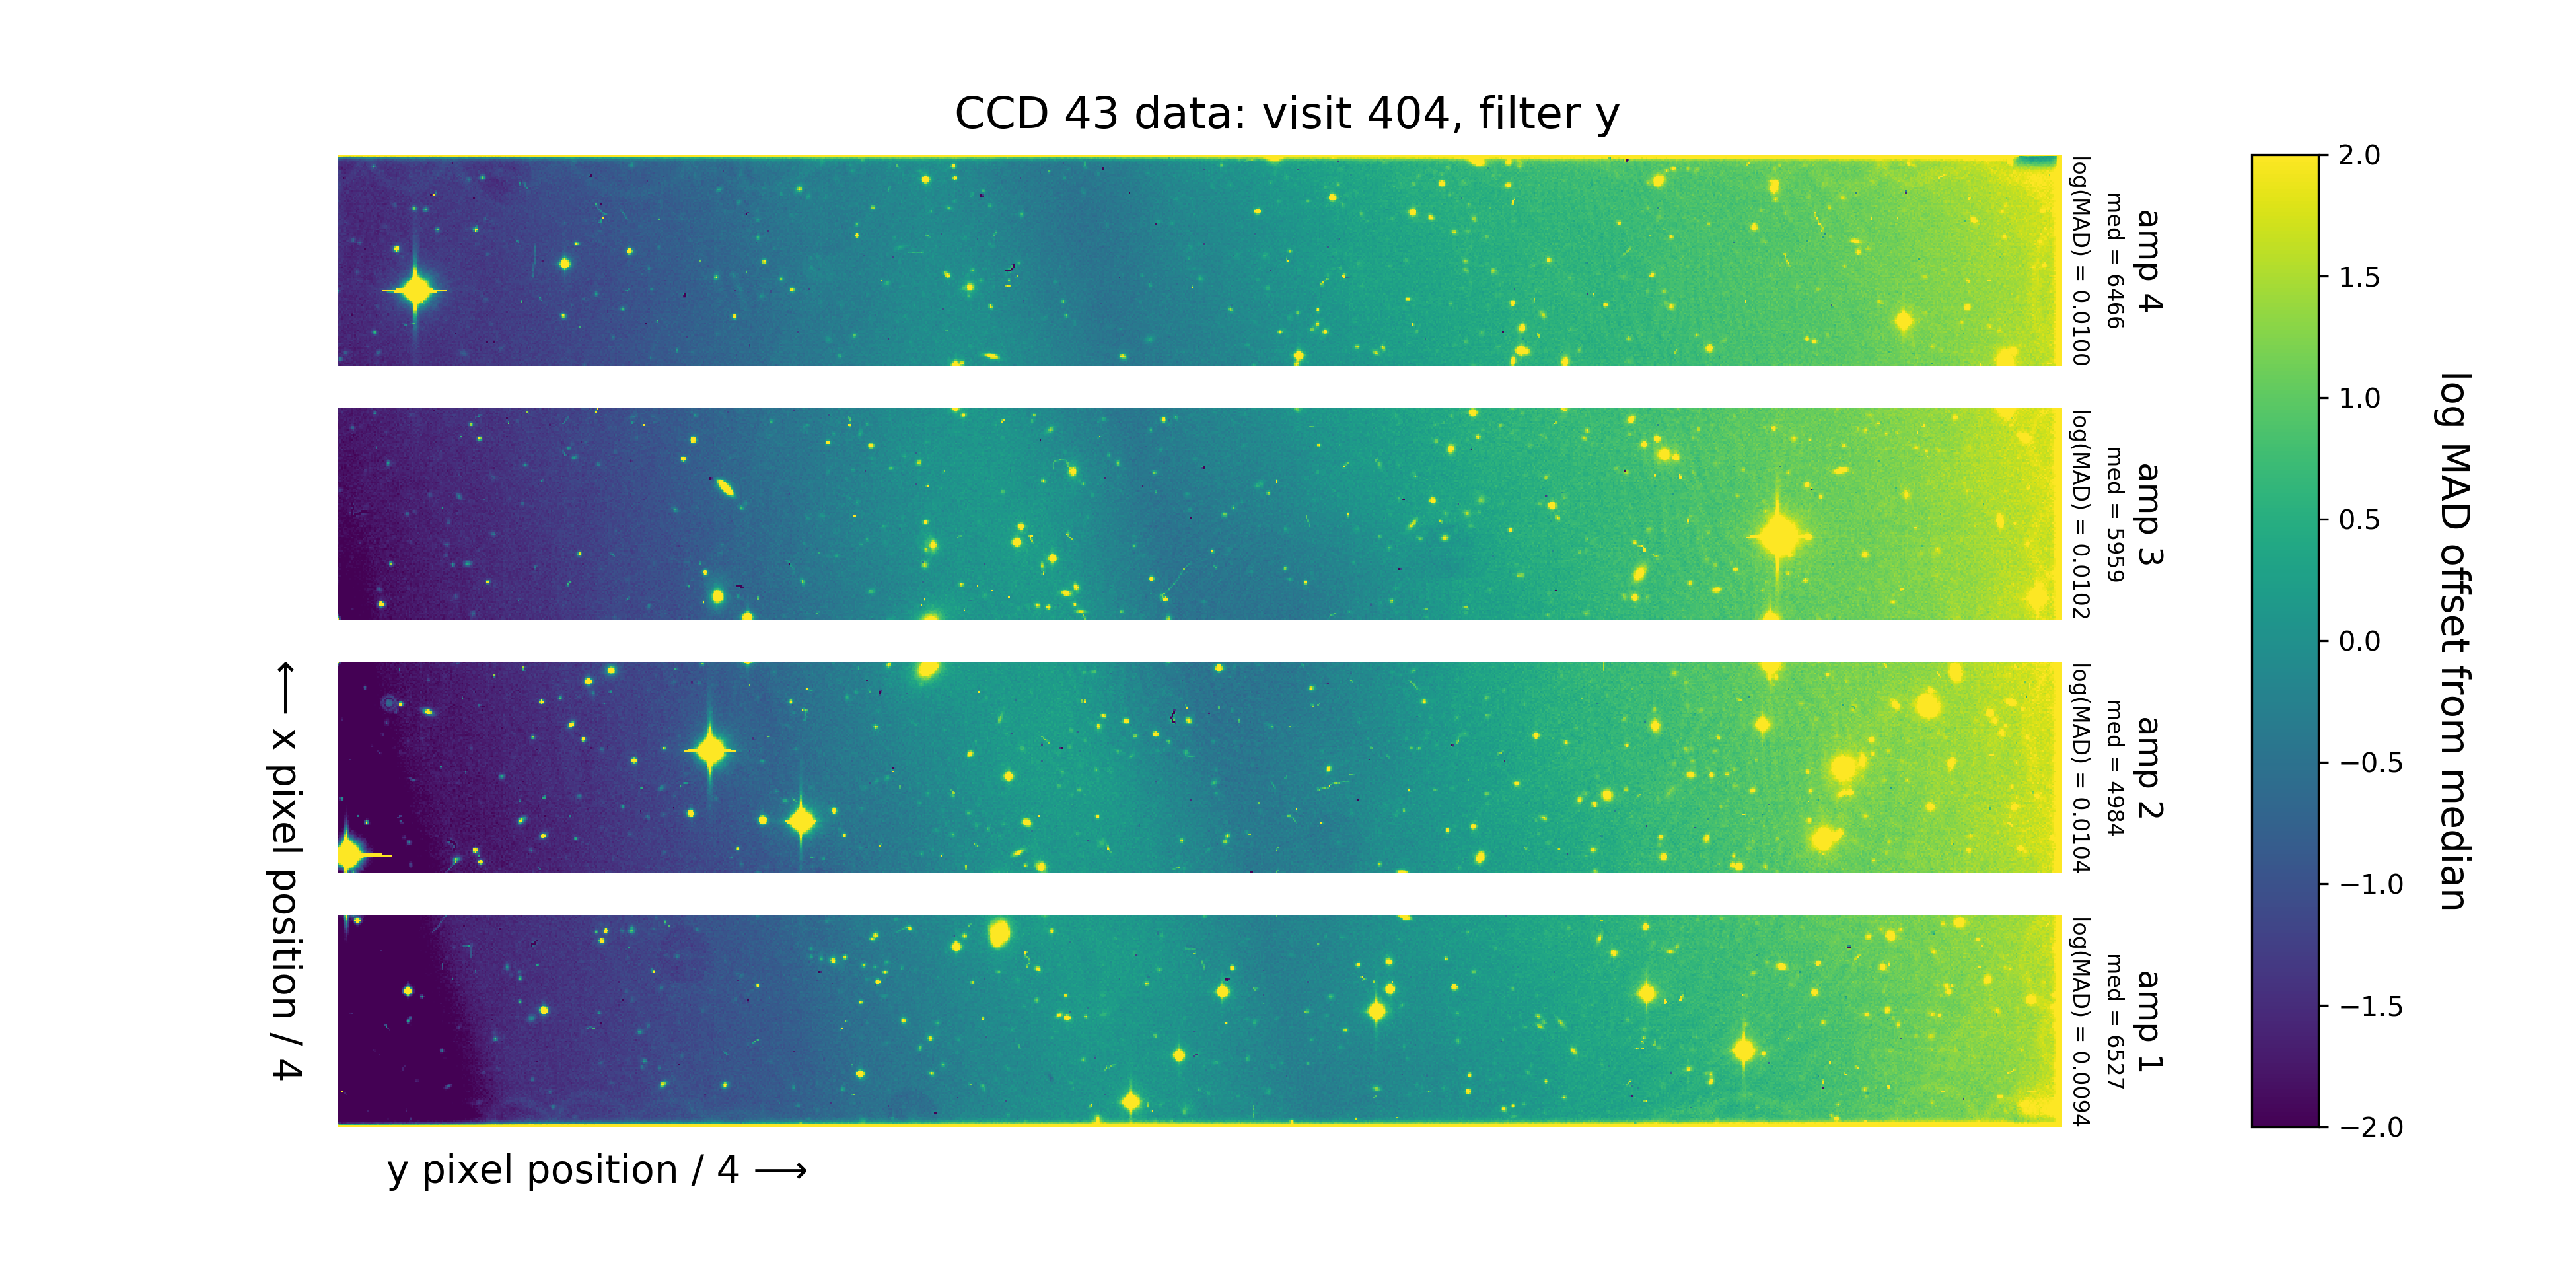 CCD 43 data: visit 404, filter y
amp 4
med = 6466
log(MAD) = 0.0100
amp 3
med = 5959
log(MAD) = 0.0102
amp 2
med = 4984
log(MAD) = 0.0104
amp 1
med = 6527
log(MAD) = 0.0094
⟵ x pixel position / 4
y pixel position / 4 ⟶
2.0
1.5
1.0
0.5
0.0
−0.5
−1.0
−1.5
−2.0
log MAD offset from median